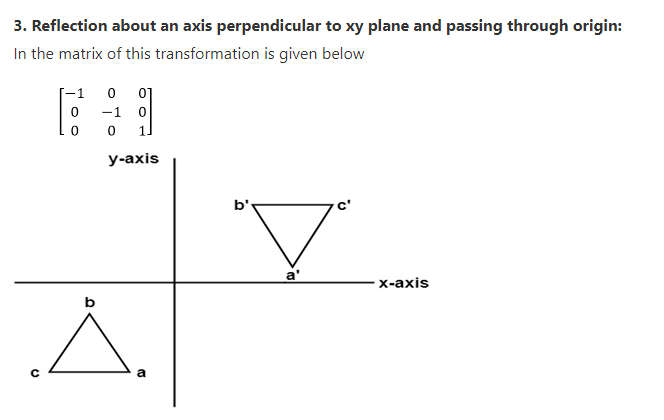 3. Reflection about an axis perpendicular to xy plane and passing through origin:
In the matrix of this transformation is given below
−1 0 0
0 −1 0
0 0 1
y-axis
b' c'
a'
x-axis
b
c a